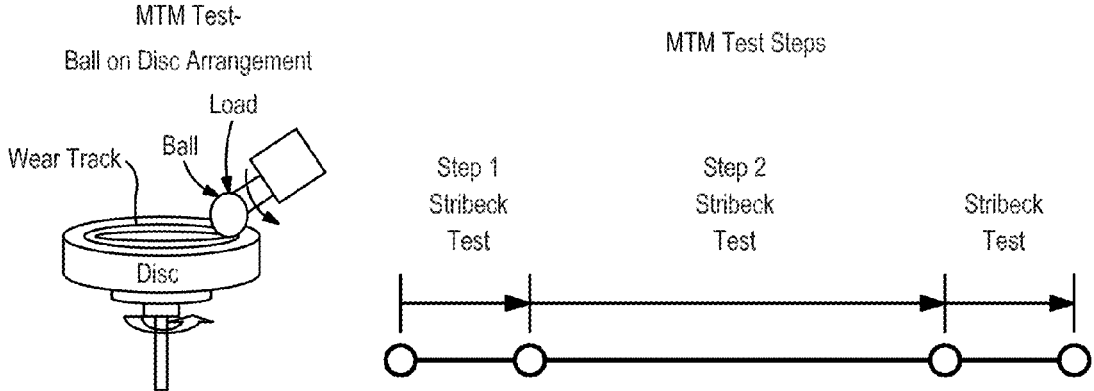 MTM Test-
Ball on Disc Arrangement
Load
Ball
Wear Track
Disc
MTM Test Steps
Step 1
Stribeck
Test
Step 2
Stribeck
Test
Stribeck
Test